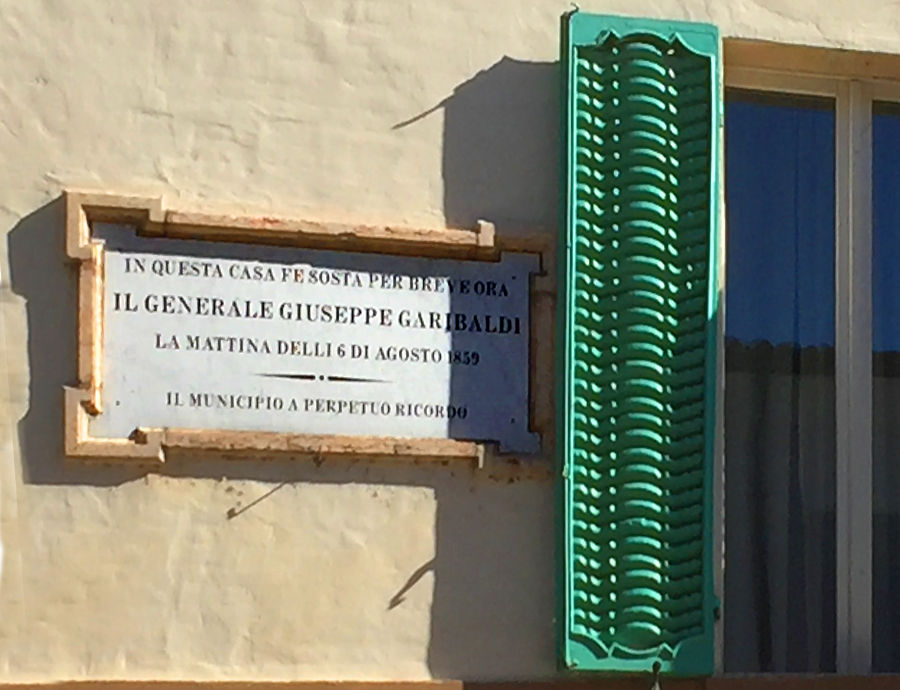 IN QUESTA CASA FE SOSTA PER BREVE ORA
IL GENERALE GIUSEPPE GARIBALDI
LA MATTINA DELLI 6 DI AGOSTO 1859
IL MUNICIPIO A PERPETUO RICORDO